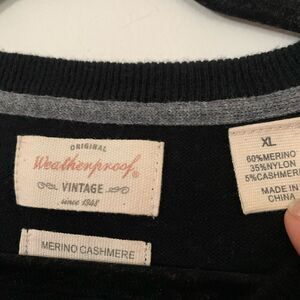 ORIGINAL
Weatherproof®
VINTAGE
since 1948
MERINO CASHMERE
XL
60%MERINO
35%NYLON
5%CASHMERE
MADE IN
CHINA